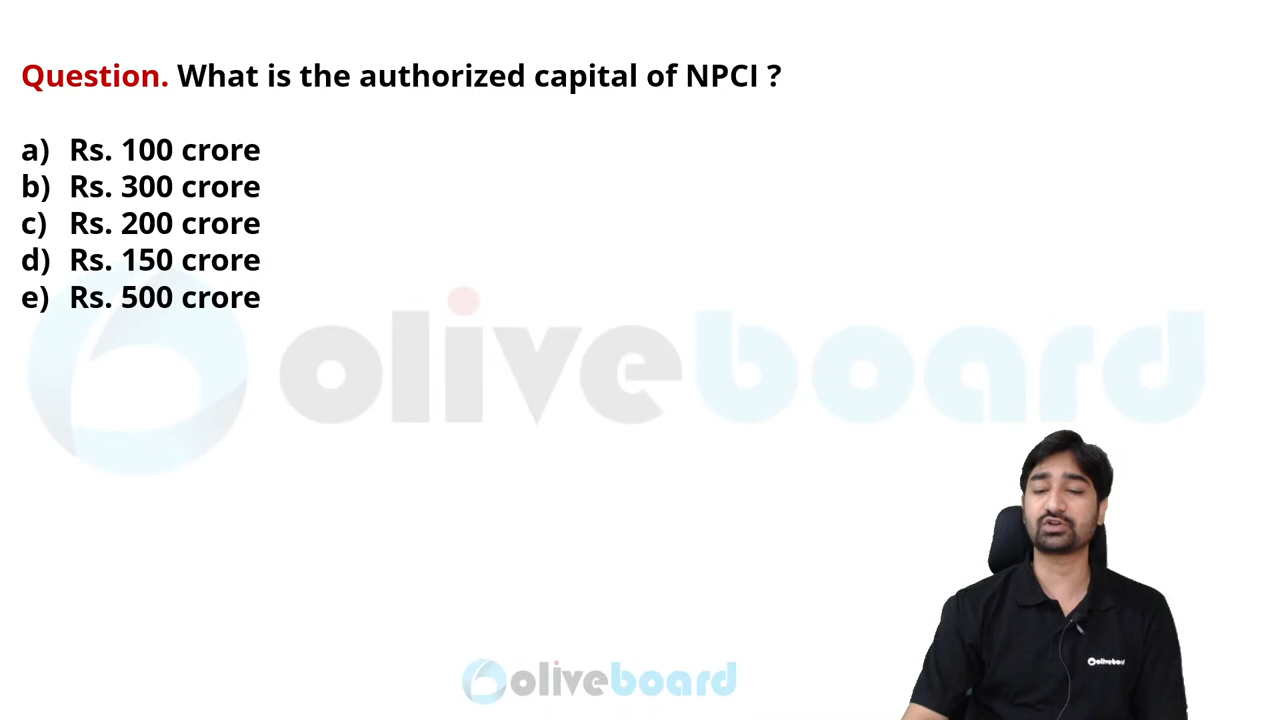 Question. What is the authorized capital of NPCI ?
a) Rs. 100 crore
b) Rs. 300 crore
c) Rs. 200 crore
d) Rs. 150 crore
e) Rs. 500 crore
oliveboard
oliveboard
oliveboard